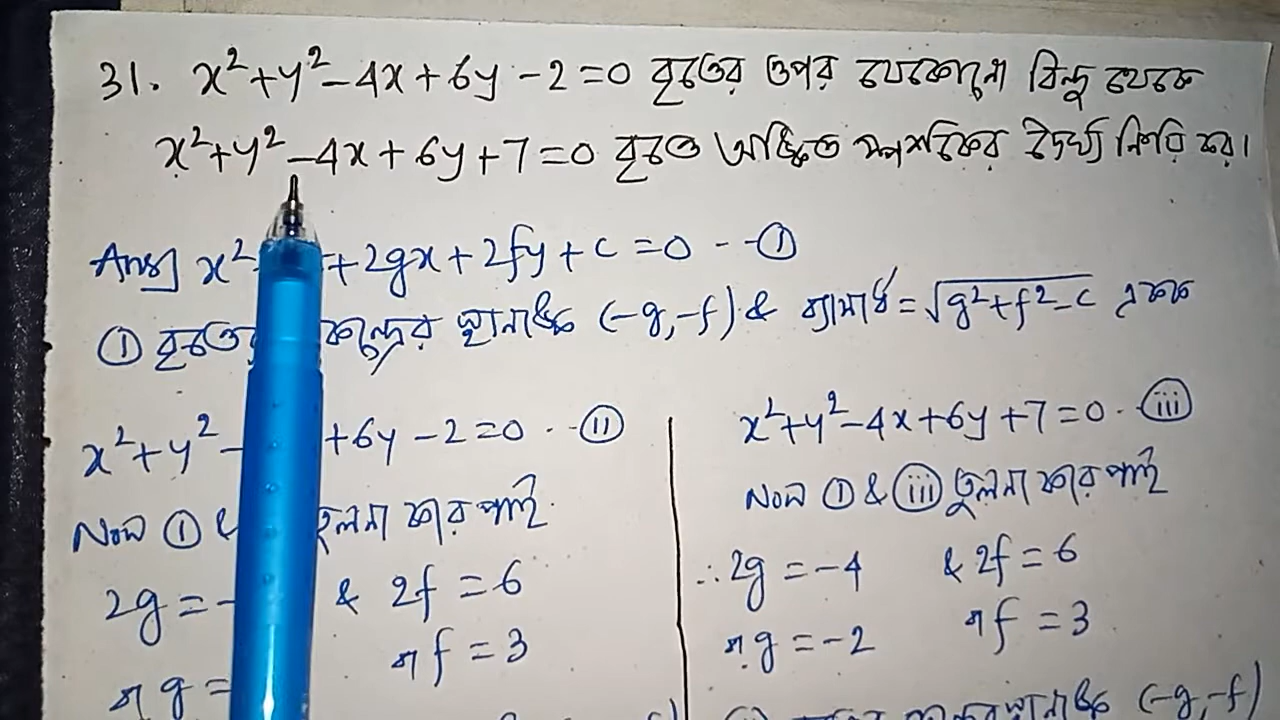 31. x²+y²-4x+6y-2=0 বৃত্তের ওপর যেকোনো বিন্দু থেকে
x²+y²-4x+6y+7=0 বৃত্তে অঙ্কিত স্পর্শকের দৈর্ঘ্য নির্ণয় কর।
Ans] x² +2gx+2fy+c=0 --①
① বৃত্তের কেন্দ্রের স্থানাঙ্ক (-g,-f) & ব্যাসার্ধ=√g²+f²-c একক
x²+y²- +6y-2=0 --⑪
Now ① & তুলনা করে পাই
2g=- & 2f=6
বা f=3
বা g=
x²+y²-4x+6y+7=0 --ⅲ
Now ① & ⅲ তুলনা করে পাই
∴2g=-4 & 2f=6
বা g=-2 বা f=3
(-g,-f)